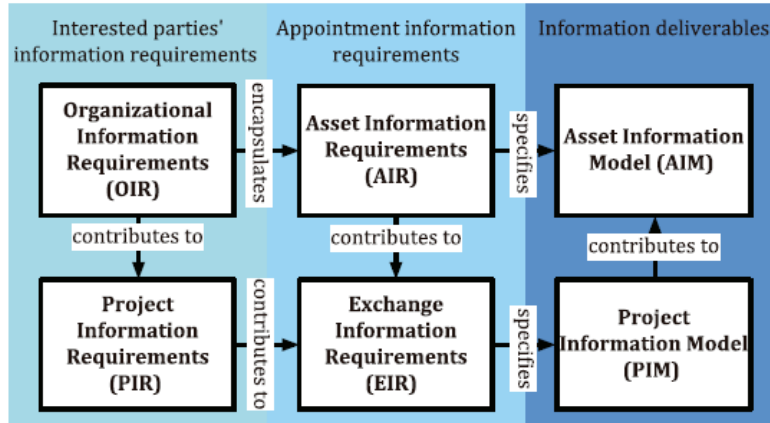 Interested parties'
information requirements
Appointment information
requirements
Information deliverables
Organizational
Information
Requirements
(OIR)
encapsulates
Asset Information
Requirements
(AIR)
specifies
Asset Information
Model (AIM)
contributes to
contributes to
contributes to
Project
Information
Requirements
(PIR)
contributes to
Exchange
Information
Requirements
(EIR)
specifies
Project
Information Model
(PIM)